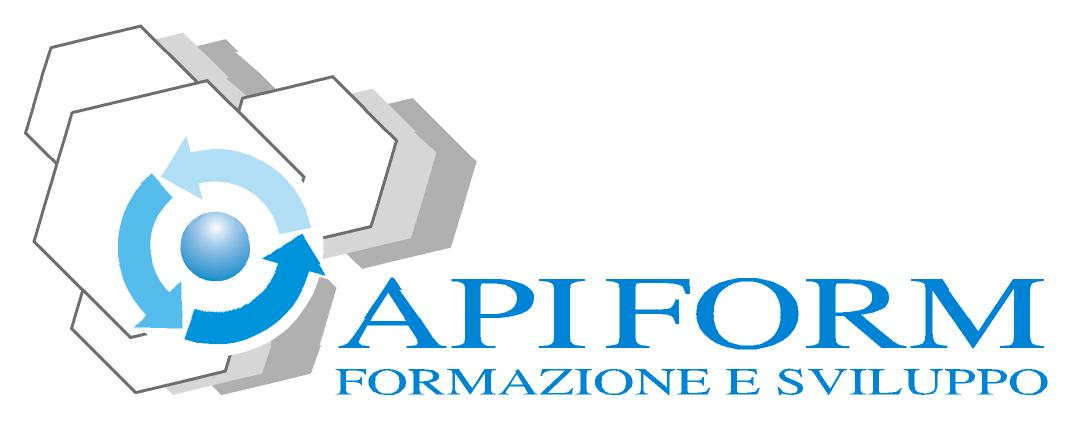 APIFORM
FORMAZIONE E SVILUPPO